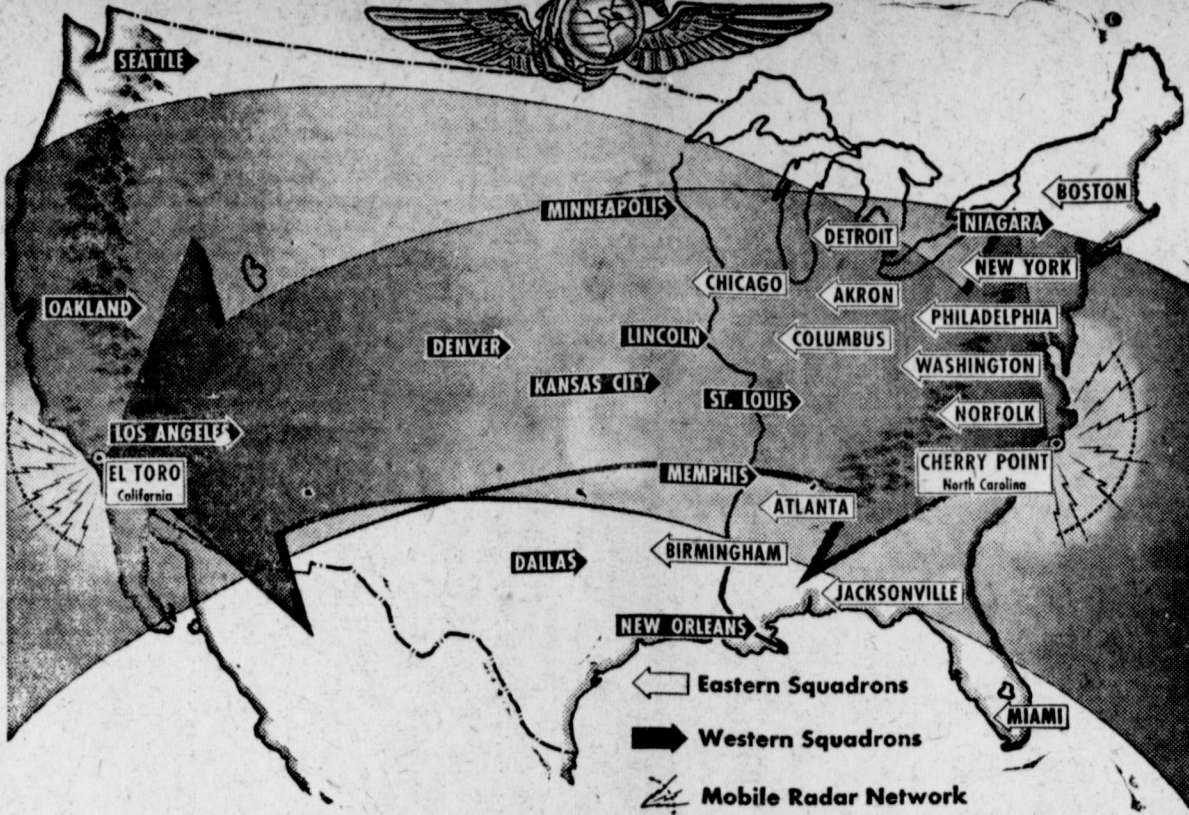 SEATTLE
BOSTON
MINNEAPOLIS
DETROIT
NIAGARA
NEW YORK
CHICAGO
AKRON
OAKLAND
PHILADELPHIA
DENVER
LINCOLN
COLUMBUS
WASHINGTON
KANSAS CITY
ST. LOUIS
NORFOLK
LOS ANGELES
EL TORO
California
CHERRY POINT
North Carolina
MEMPHIS
ATLANTA
DALLAS
BIRMINGHAM
JACKSONVILLE
NEW ORLEANS
Eastern Squadrons
MIAMI
Western Squadrons
Mobile Radar Network